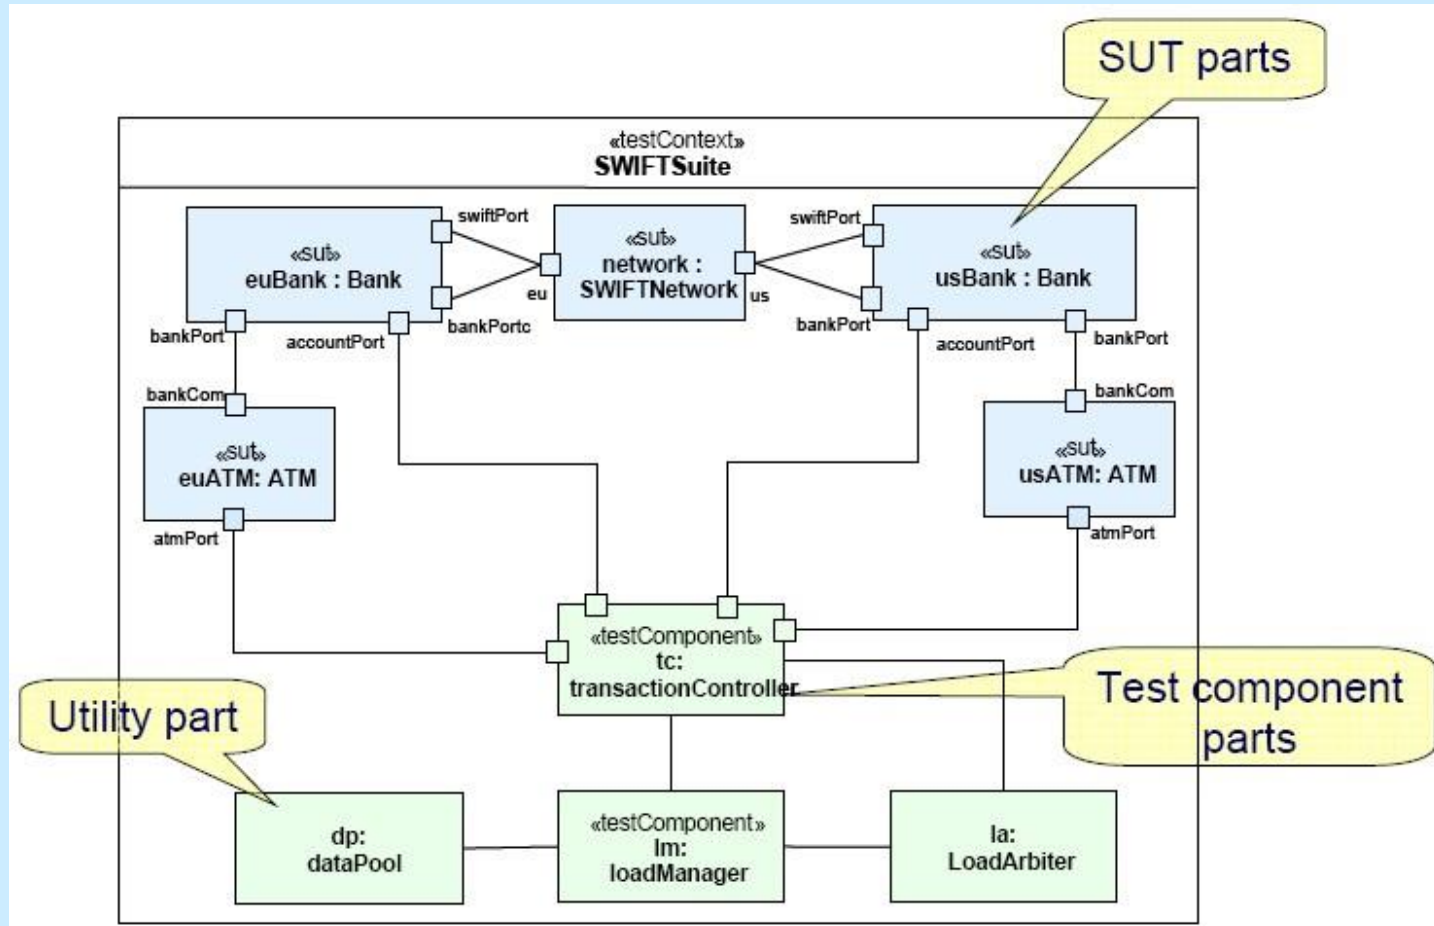 SUT parts
«testContext»
SWIFTSuite
swiftPort
swiftPort
«sut»
euBank : Bank
«sut»
network :
SWIFTNetwork
«sut»
usBank : Bank
eu
us
bankPort
accountPort
bankPortc
bankPort
accountPort
bankPort
bankCom
bankCom
«sut»
euATM: ATM
«sut»
usATM: ATM
atmPort
atmPort
«testComponent»
tc:
transactionController
Utility part
Test component
parts
dp:
dataPool
«testComponent»
lm:
loadManager
la:
LoadArbiter